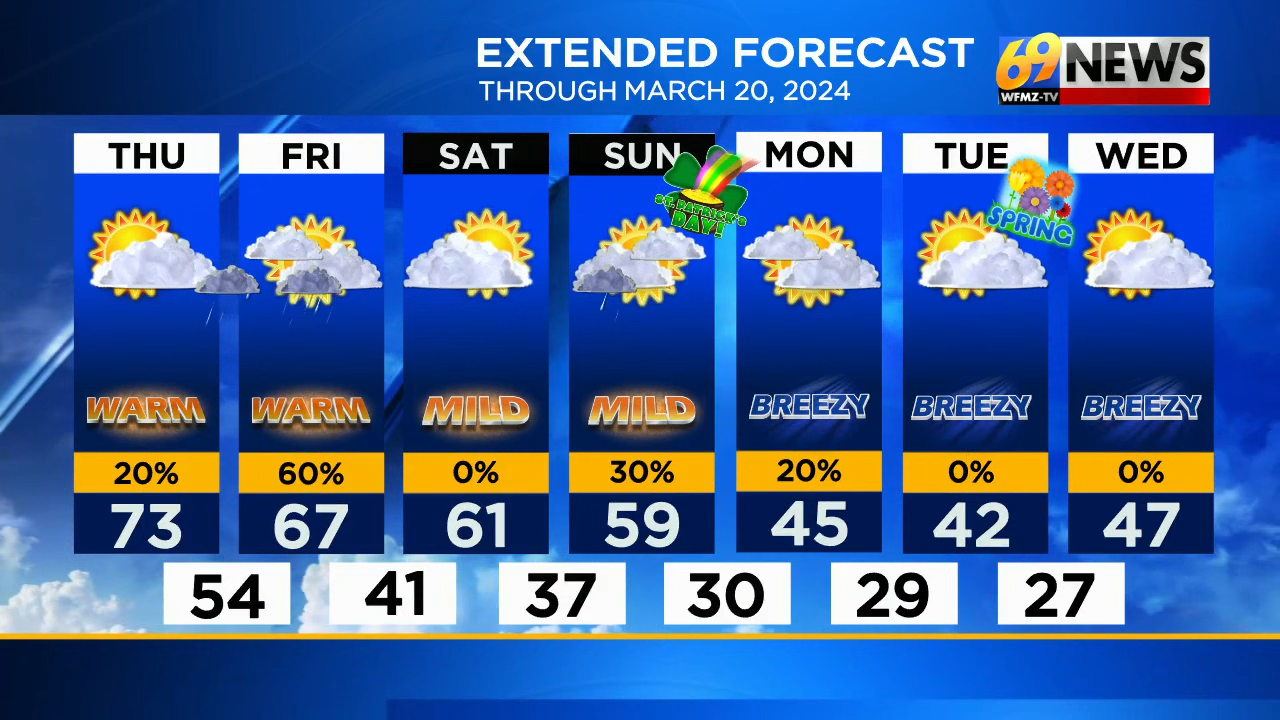 EXTENDED FORECAST
THROUGH MARCH 20, 2024
69 NEWS
WFMZ-TV
THU FRI SAT SUN MON TUE WED
ST. PATRICK'S
DAY!
SPRING
WARM WARM MILD MILD BREEZY BREEZY BREEZY
20% 60% 0% 30% 20% 0% 0%
73 67 61 59 45 42 47
54 41 37 30 29 27